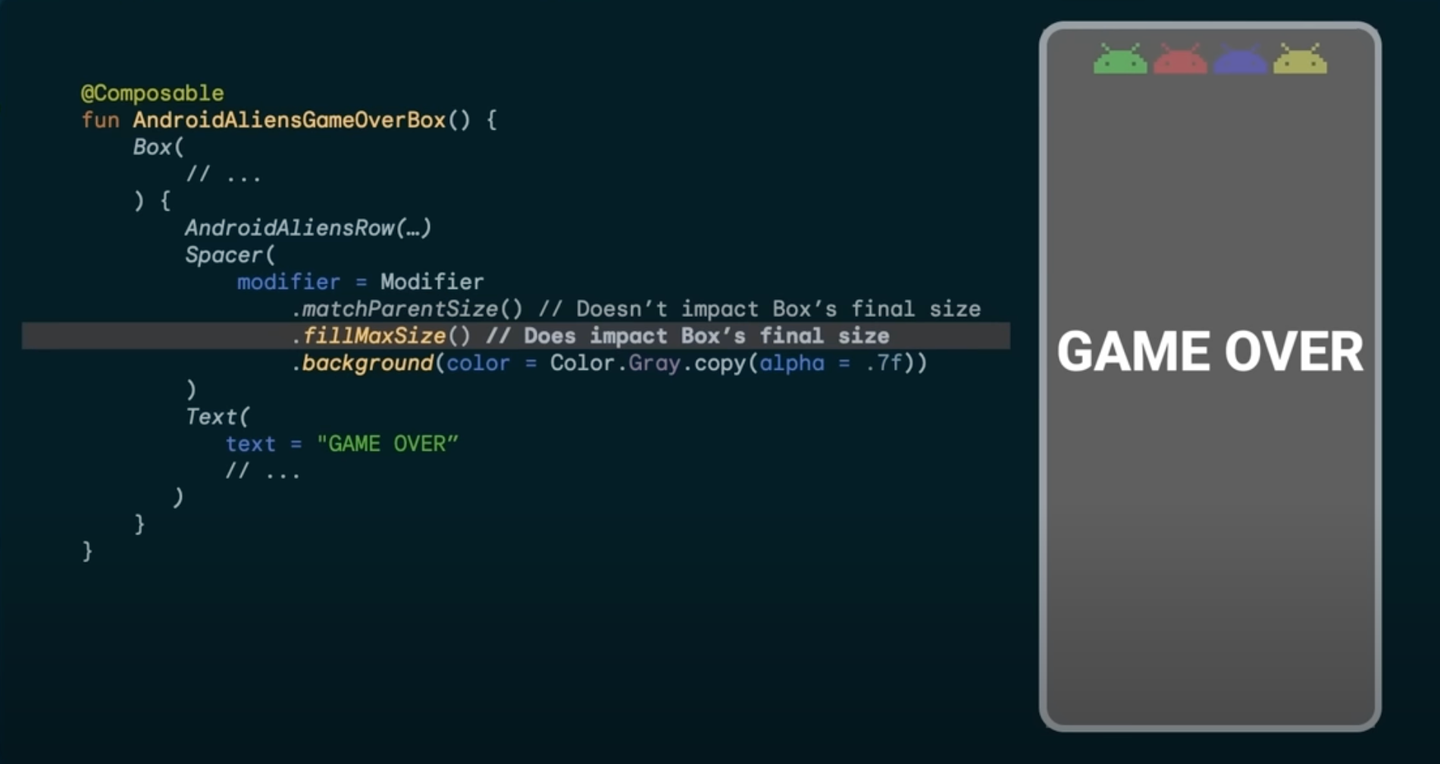 @Composable
fun AndroidAliensGameOverBox() {
    Box(
        // ...
    ) {
        AndroidAliensRow(…)
        Spacer(
            modifier = Modifier
                .matchParentSize() // Doesn’t impact Box’s final size
                .fillMaxSize() // Does impact Box’s final size
                .background(color = Color.Gray.copy(alpha = .7f))
        )
        Text(
           text = "GAME OVER”
           // ...
       )
    }
}
GAME OVER